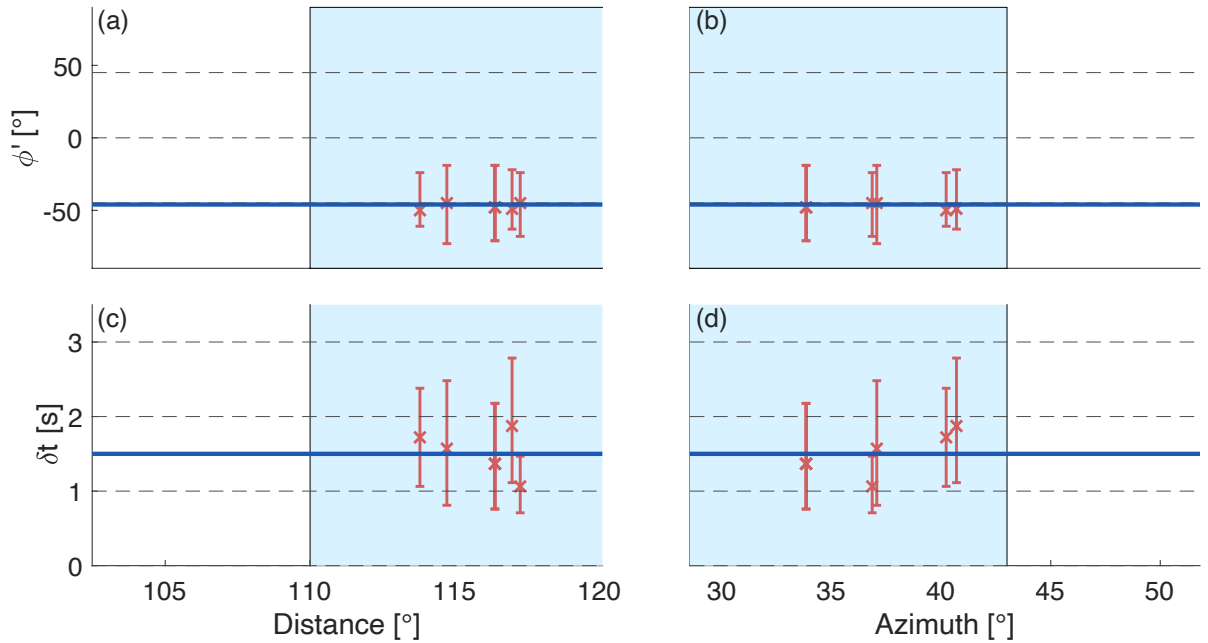 (a)
(b)
50
0
-50
ϕ' [°]
(c)
(d)
3
2
1
0
δt [s]
105
110
115
120
30
35
40
45
50
Distance [°]
Azimuth [°]